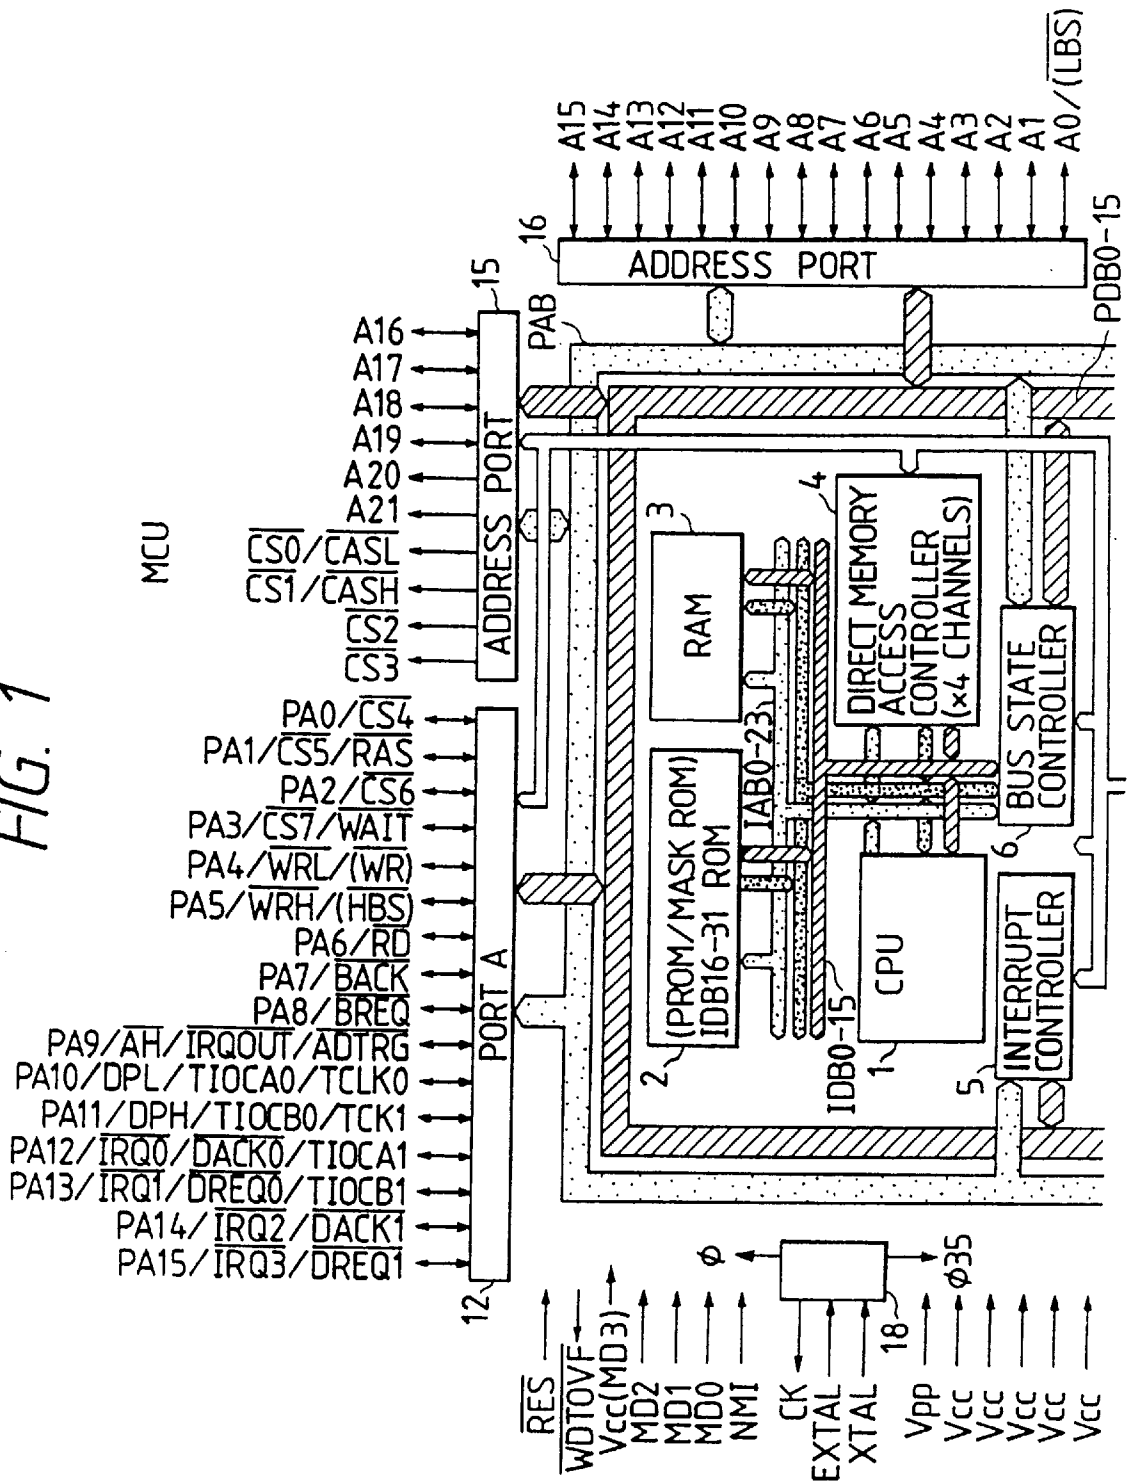 FIG. 1
MCU
PA15/IRQ3/DREQ1
PA14/IRQ2/DACK1
PA13/IRQ1/DREQ0/TIOCB1
PA12/IRQ0/DACK0/TIOCA1
PA11/DPH/TIOCB0/TCK1
PA10/DPL/TIOCA0/TCLK0
PA9/AH/IRQOUT/ADTRG
PA8/BREQ
PA7/BACK
PA6/RD
PA5/WRH/(HBS)
PA4/WRL/(WR)
PA3/CS7/WAIT
PA2/CS6
PA1/CS5/RAS
PA0/CS4
CS3
CS2
CS1/CASH
CS0/CASL
A21
A20
A19
A18
A17
A16
12
PORT A
ADDRESS PORT
15
RES
WDTOVF
Vcc(MD3)
MD2
MD1
MD0
NMI
CK
EXTAL
XTAL
Vpp
Vcc
Vcc
Vcc
Vcc
Vcc
18
φ
φ35
2
(PROM/MASK ROM)
IDB16-31 ROM
3
RAM
IAB0-23
IDB0-15
1
CPU
4
DIRECT MEMORY
ACCESS
CONTROLLER
(×4 CHANNELS)
5
INTERRUPT
CONTROLLER
6
BUS STATE
CONTROLLER
PAB
16
ADDRESS PORT
PDB0-15
A15
A14
A13
A12
A11
A10
A9
A8
A7
A6
A5
A4
A3
A2
A1
A0/(LBS)